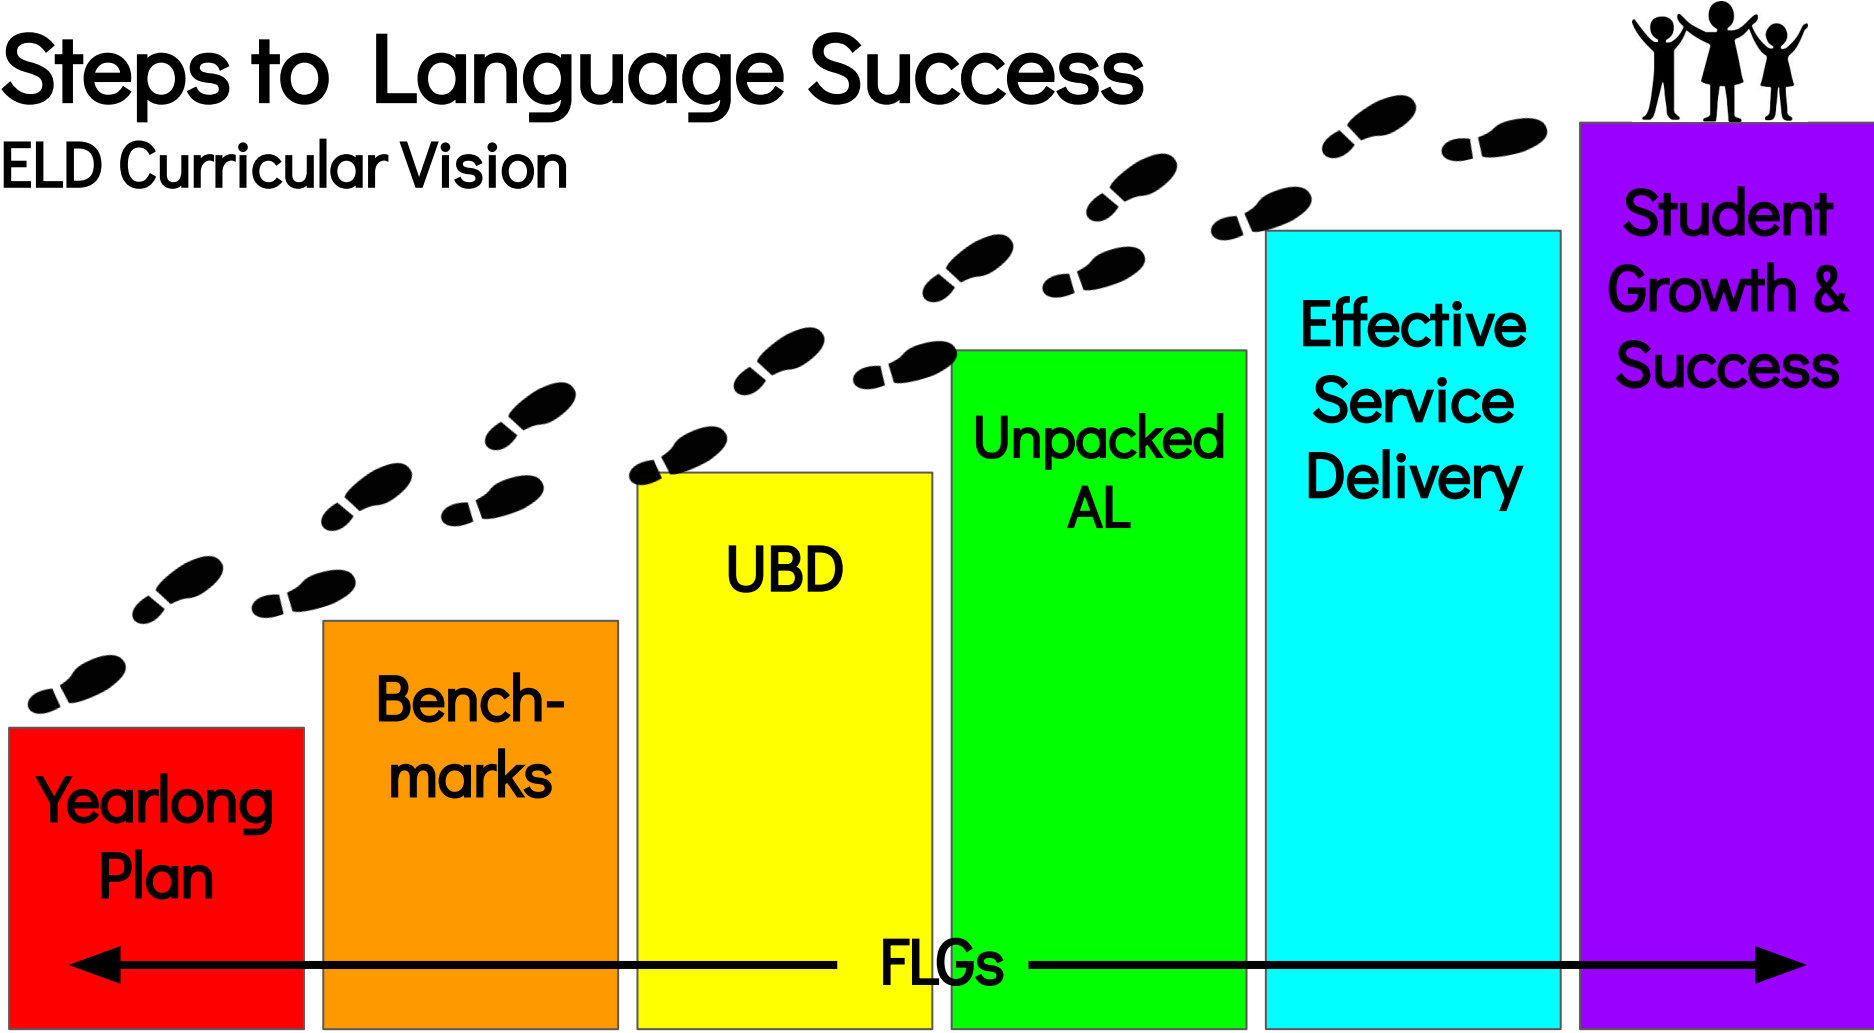 Steps to Language Success
ELD Curricular Vision
Yearlong
Plan
Bench-
marks
UBD
Unpacked
AL
Effective
Service
Delivery
Student
Growth &
Success
FLGs